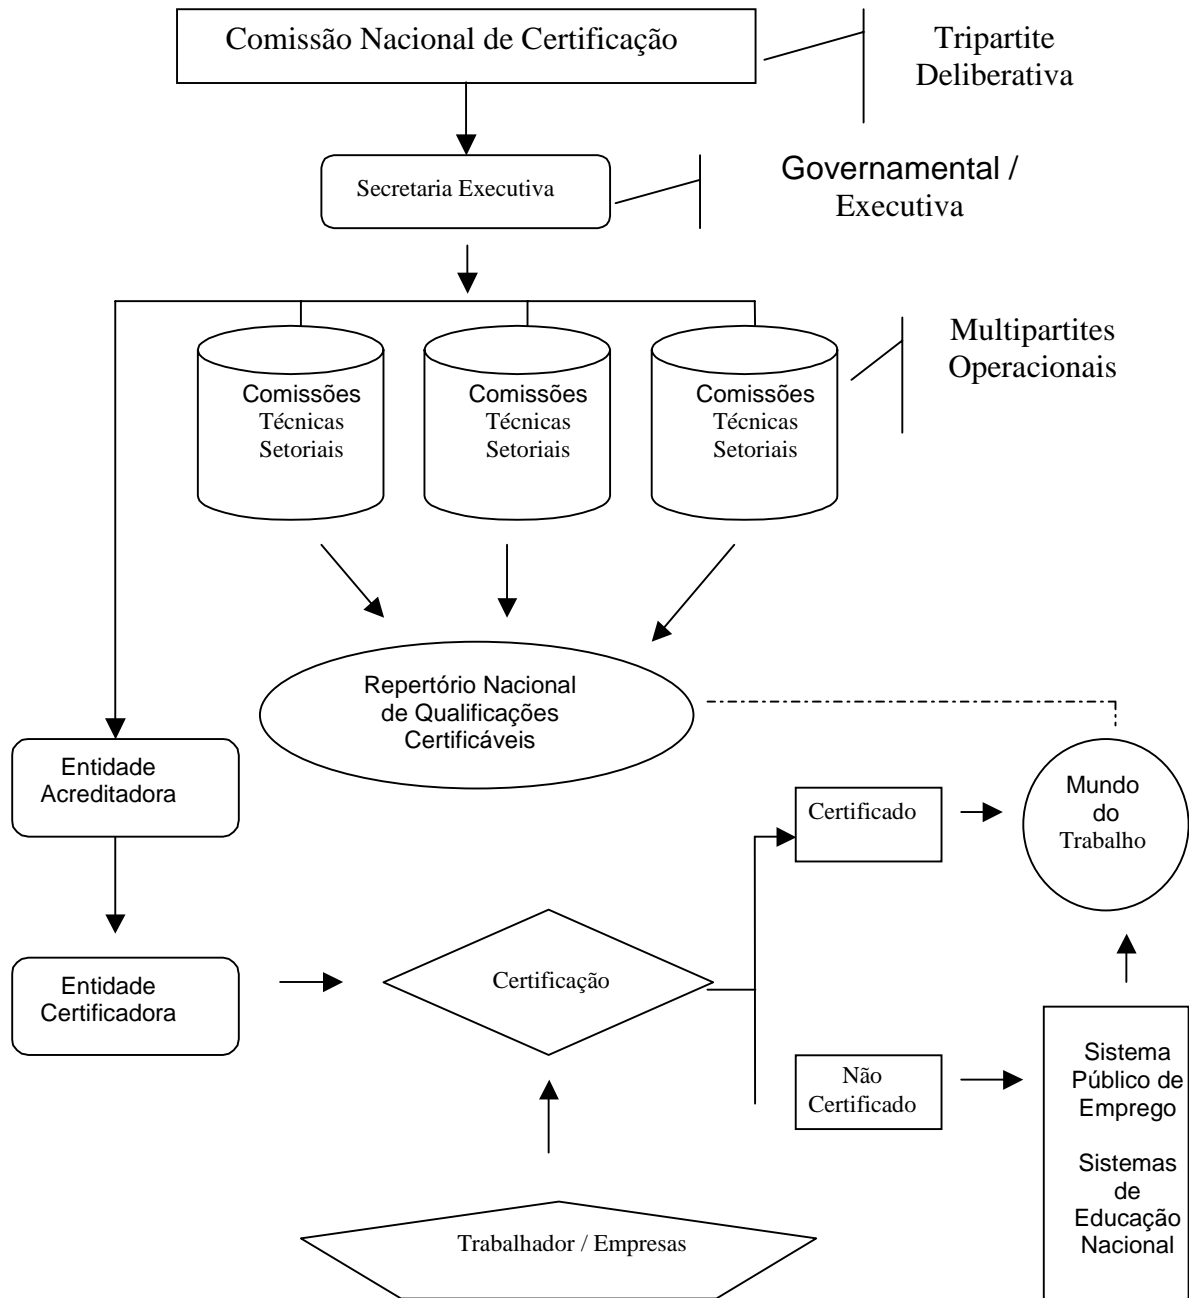 Comissão Nacional de Certificação
Tripartite
Deliberativa
Secretaria Executiva
Governamental /
Executiva
Multipartites
Operacionais
Comissões
Técnicas
Setoriais
Comissões
Técnicas
Setoriais
Comissões
Técnicas
Setoriais
Repertório Nacional
de Qualificações
Certificáveis
Entidade
Acreditadora
Certificado
Mundo
do
Trabalho
Entidade
Certificadora
Certificação
Não
Certificado
Sistema
Público de
Emprego
Sistemas
de
Educação
Nacional
Trabalhador / Empresas